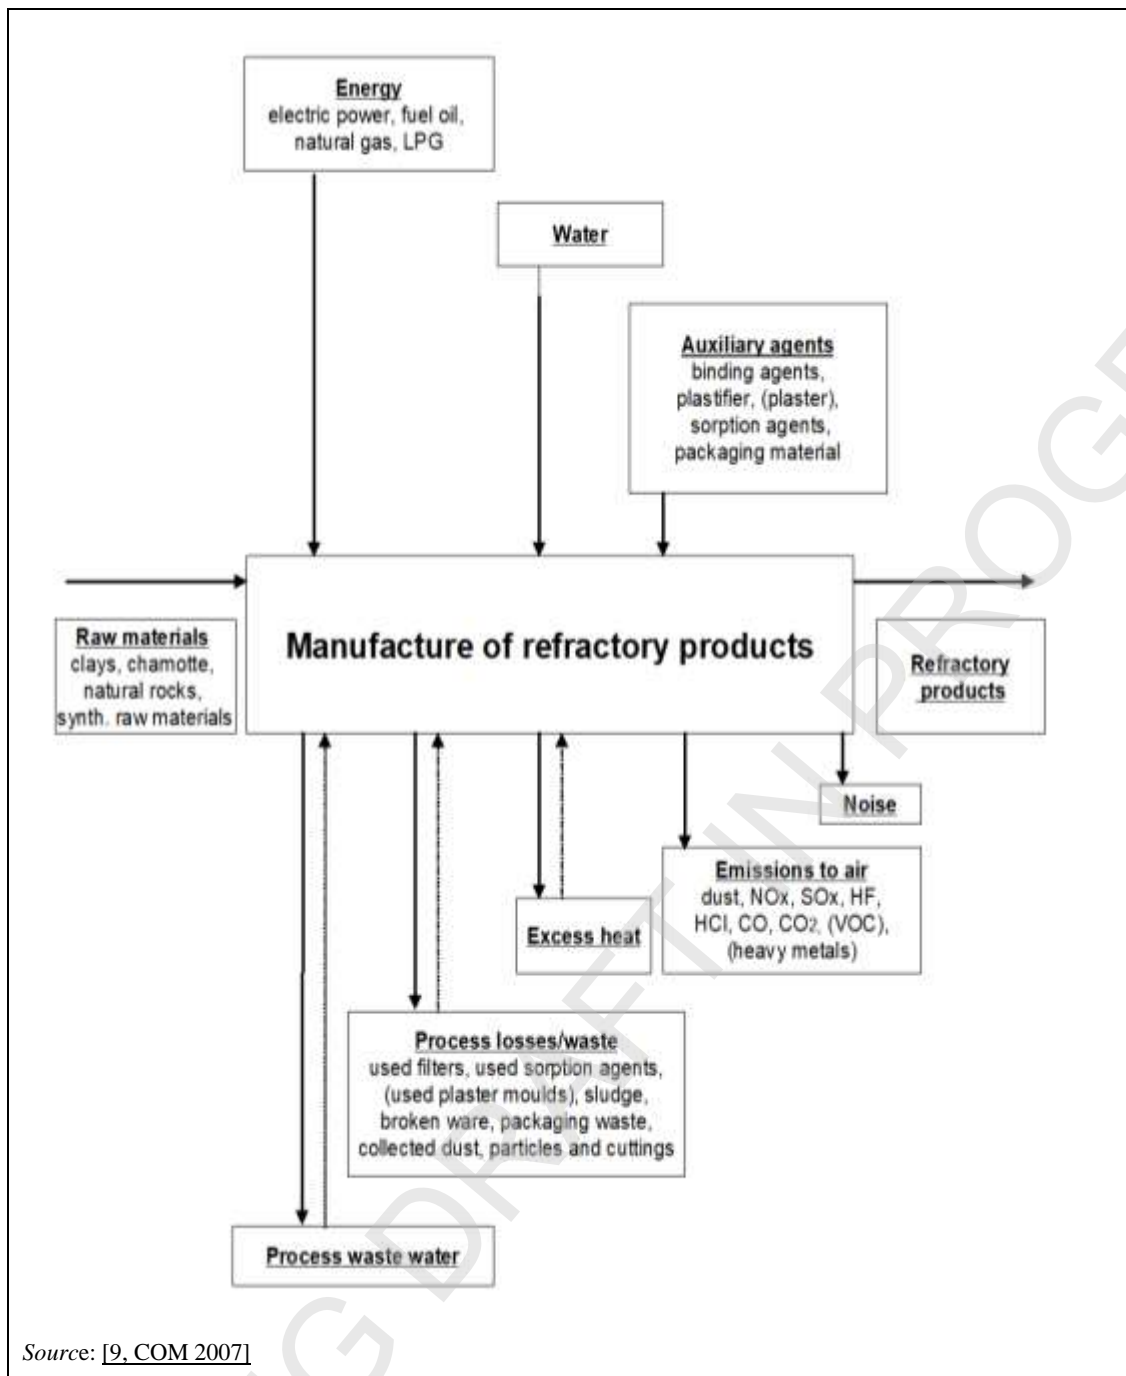 Energy
electric power, fuel oil,
natural gas, LPG
Water
Auxiliary agents
binding agents,
plastifier, (plaster),
sorption agents,
packaging material
Raw materials
clays, chamotte,
natural rocks,
synth. raw materials
Manufacture of refractory products
Refractory
products
Noise
Emissions to air
dust, NOx, SOx, HF,
HCl, CO, CO2, (VOC),
(heavy metals)
Excess heat
Process losses/waste
used filters, used sorption agents,
(used plaster moulds), sludge,
broken ware, packaging waste,
collected dust, particles and cuttings
Process waste water
Source: [9, COM 2007]
G DRAFT IN PROG